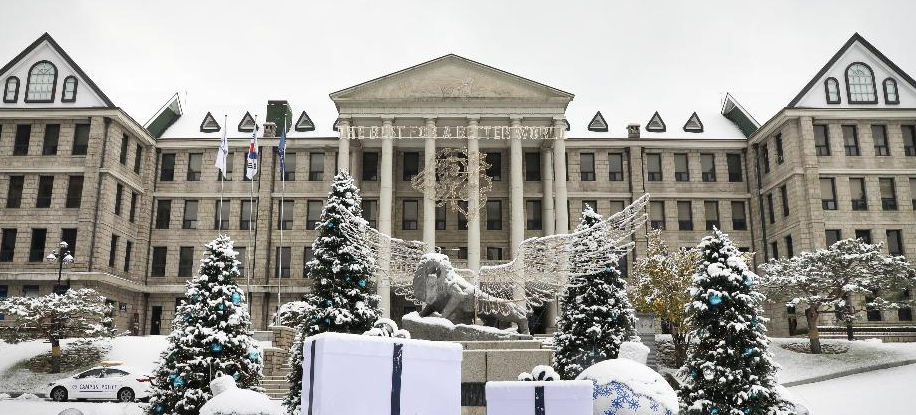 THE BEST FOR A BETTER WORLD
CAMPUS POLICE